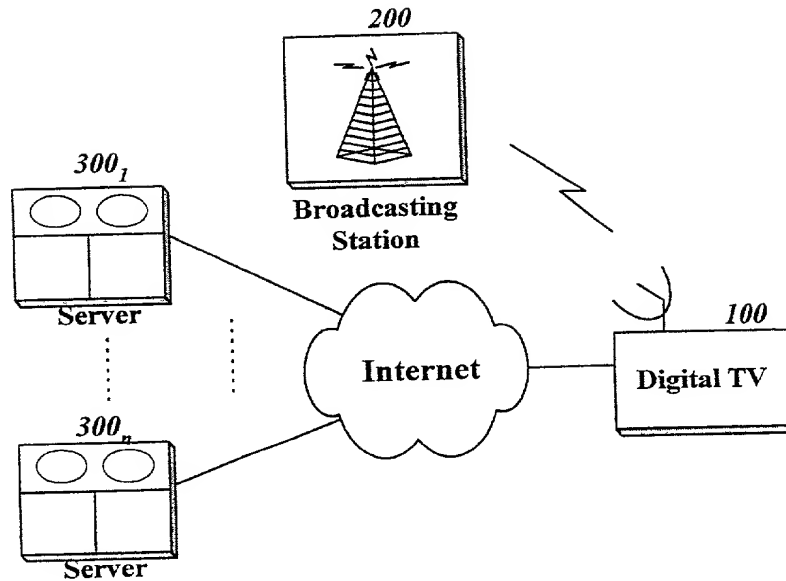 200
Broadcasting
Station
300₁
Server
Internet
100
Digital TV
300ₙ
Server